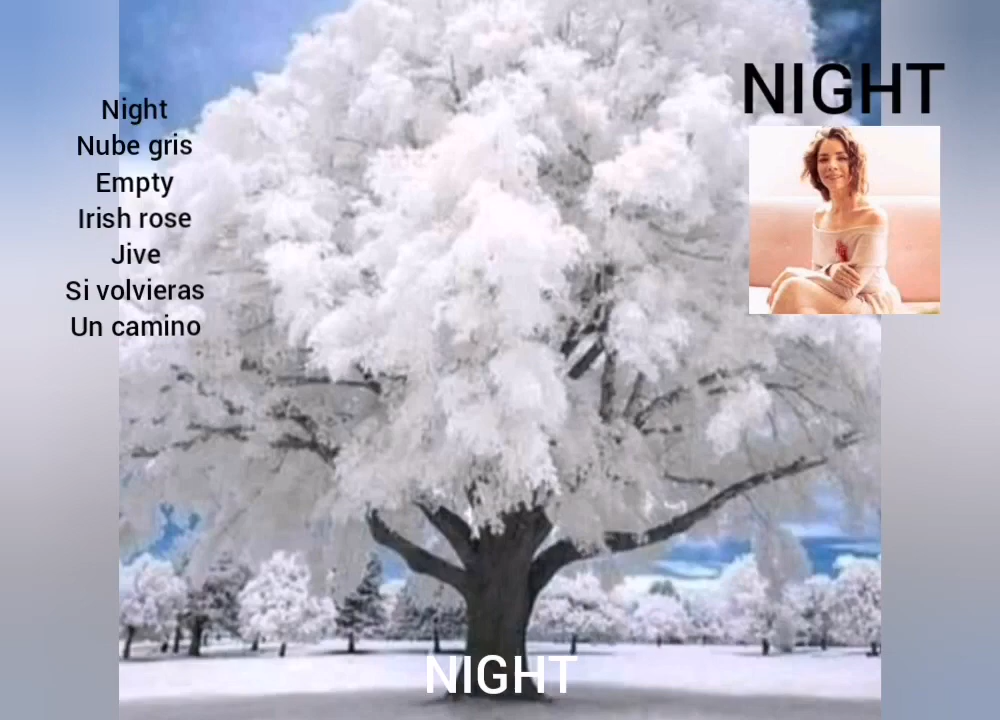 NIGHT
Night
Nube gris
Empty
Irish rose
Jive
Si volvieras
Un camino
NIGHT